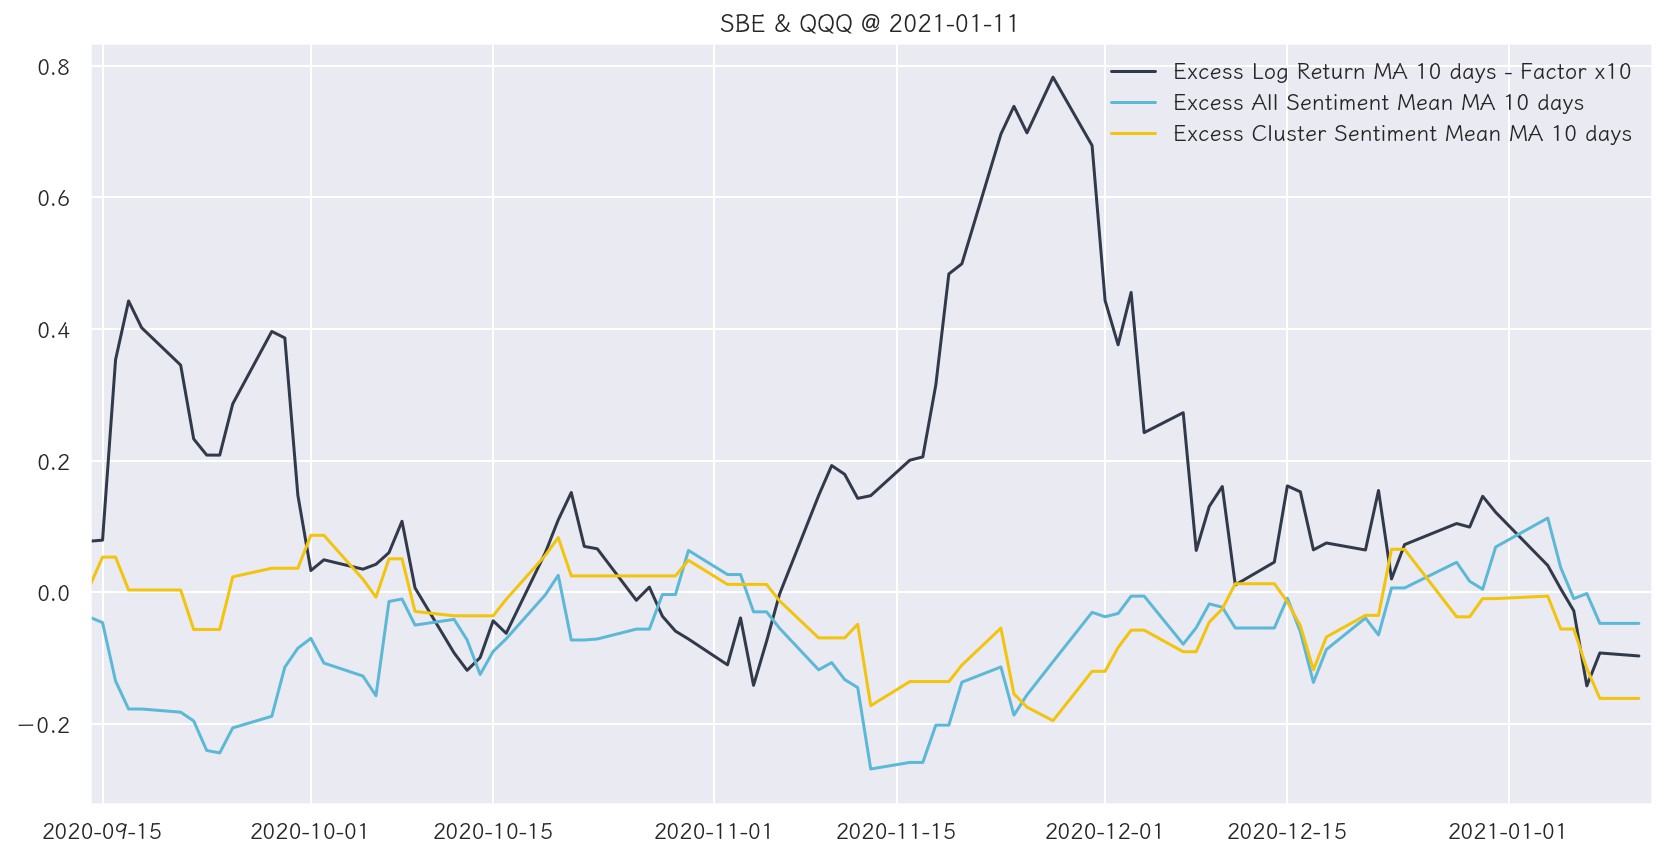 SBE & QQQ @ 2021-01-11
Excess Log Return MA 10 days - Factor x10
Excess All Sentiment Mean MA 10 days
Excess Cluster Sentiment Mean MA 10 days
0.8
0.6
0.4
0.2
0.0
−0.2
2020-09-15 2020-10-01 2020-10-15 2020-11-01 2020-11-15 2020-12-01 2020-12-15 2021-01-01